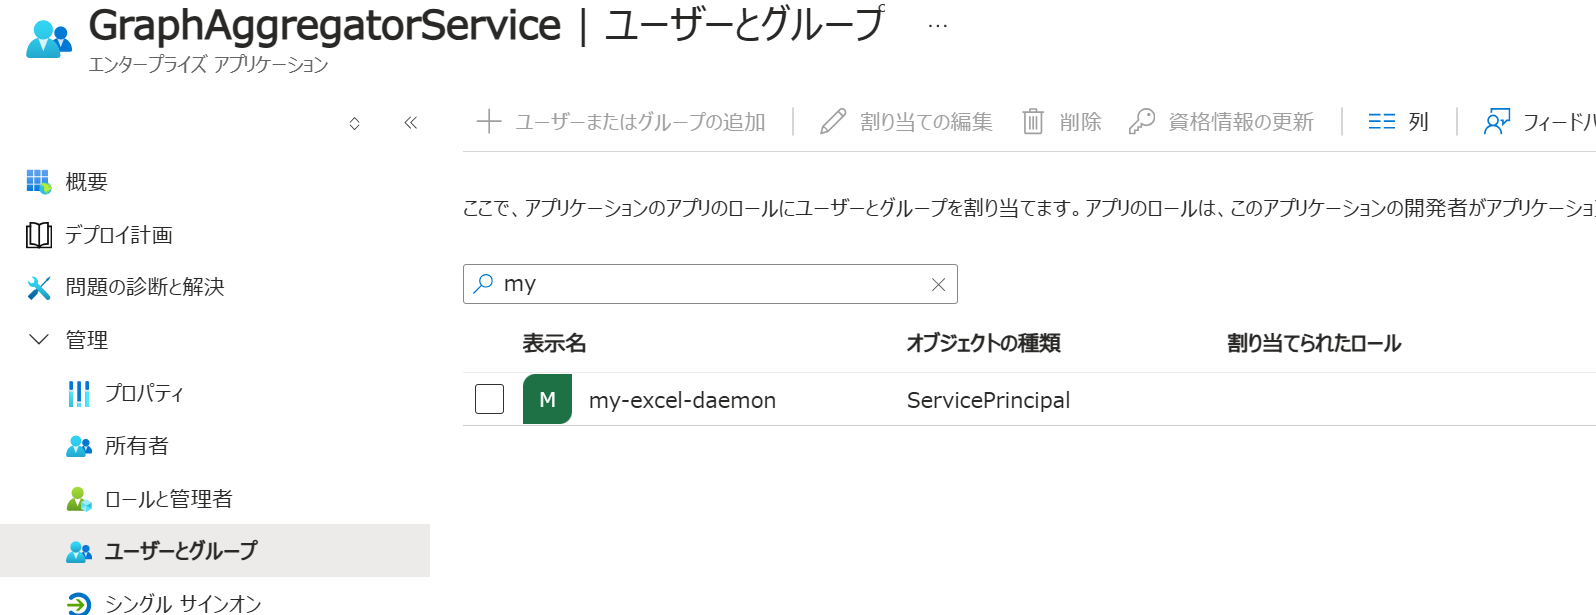 GraphAggregatorService | ユーザーとグループ ...
エンタープライズ アプリケーション
ユーザーまたはグループの追加 割り当ての編集 削除 資格情報の更新 列 フィードバ
概要
デプロイ計画
問題の診断と解決
管理
プロパティ
所有者
ロールと管理者
ユーザーとグループ
シングル サインオン
ここで、アプリケーションのアプリのロールにユーザーとグループを割り当てます。アプリのロールは、このアプリケーションの開発者がアプリケーショ
my
表示名 オブジェクトの種類 割り当てられたロール
M my-excel-daemon ServicePrincipal